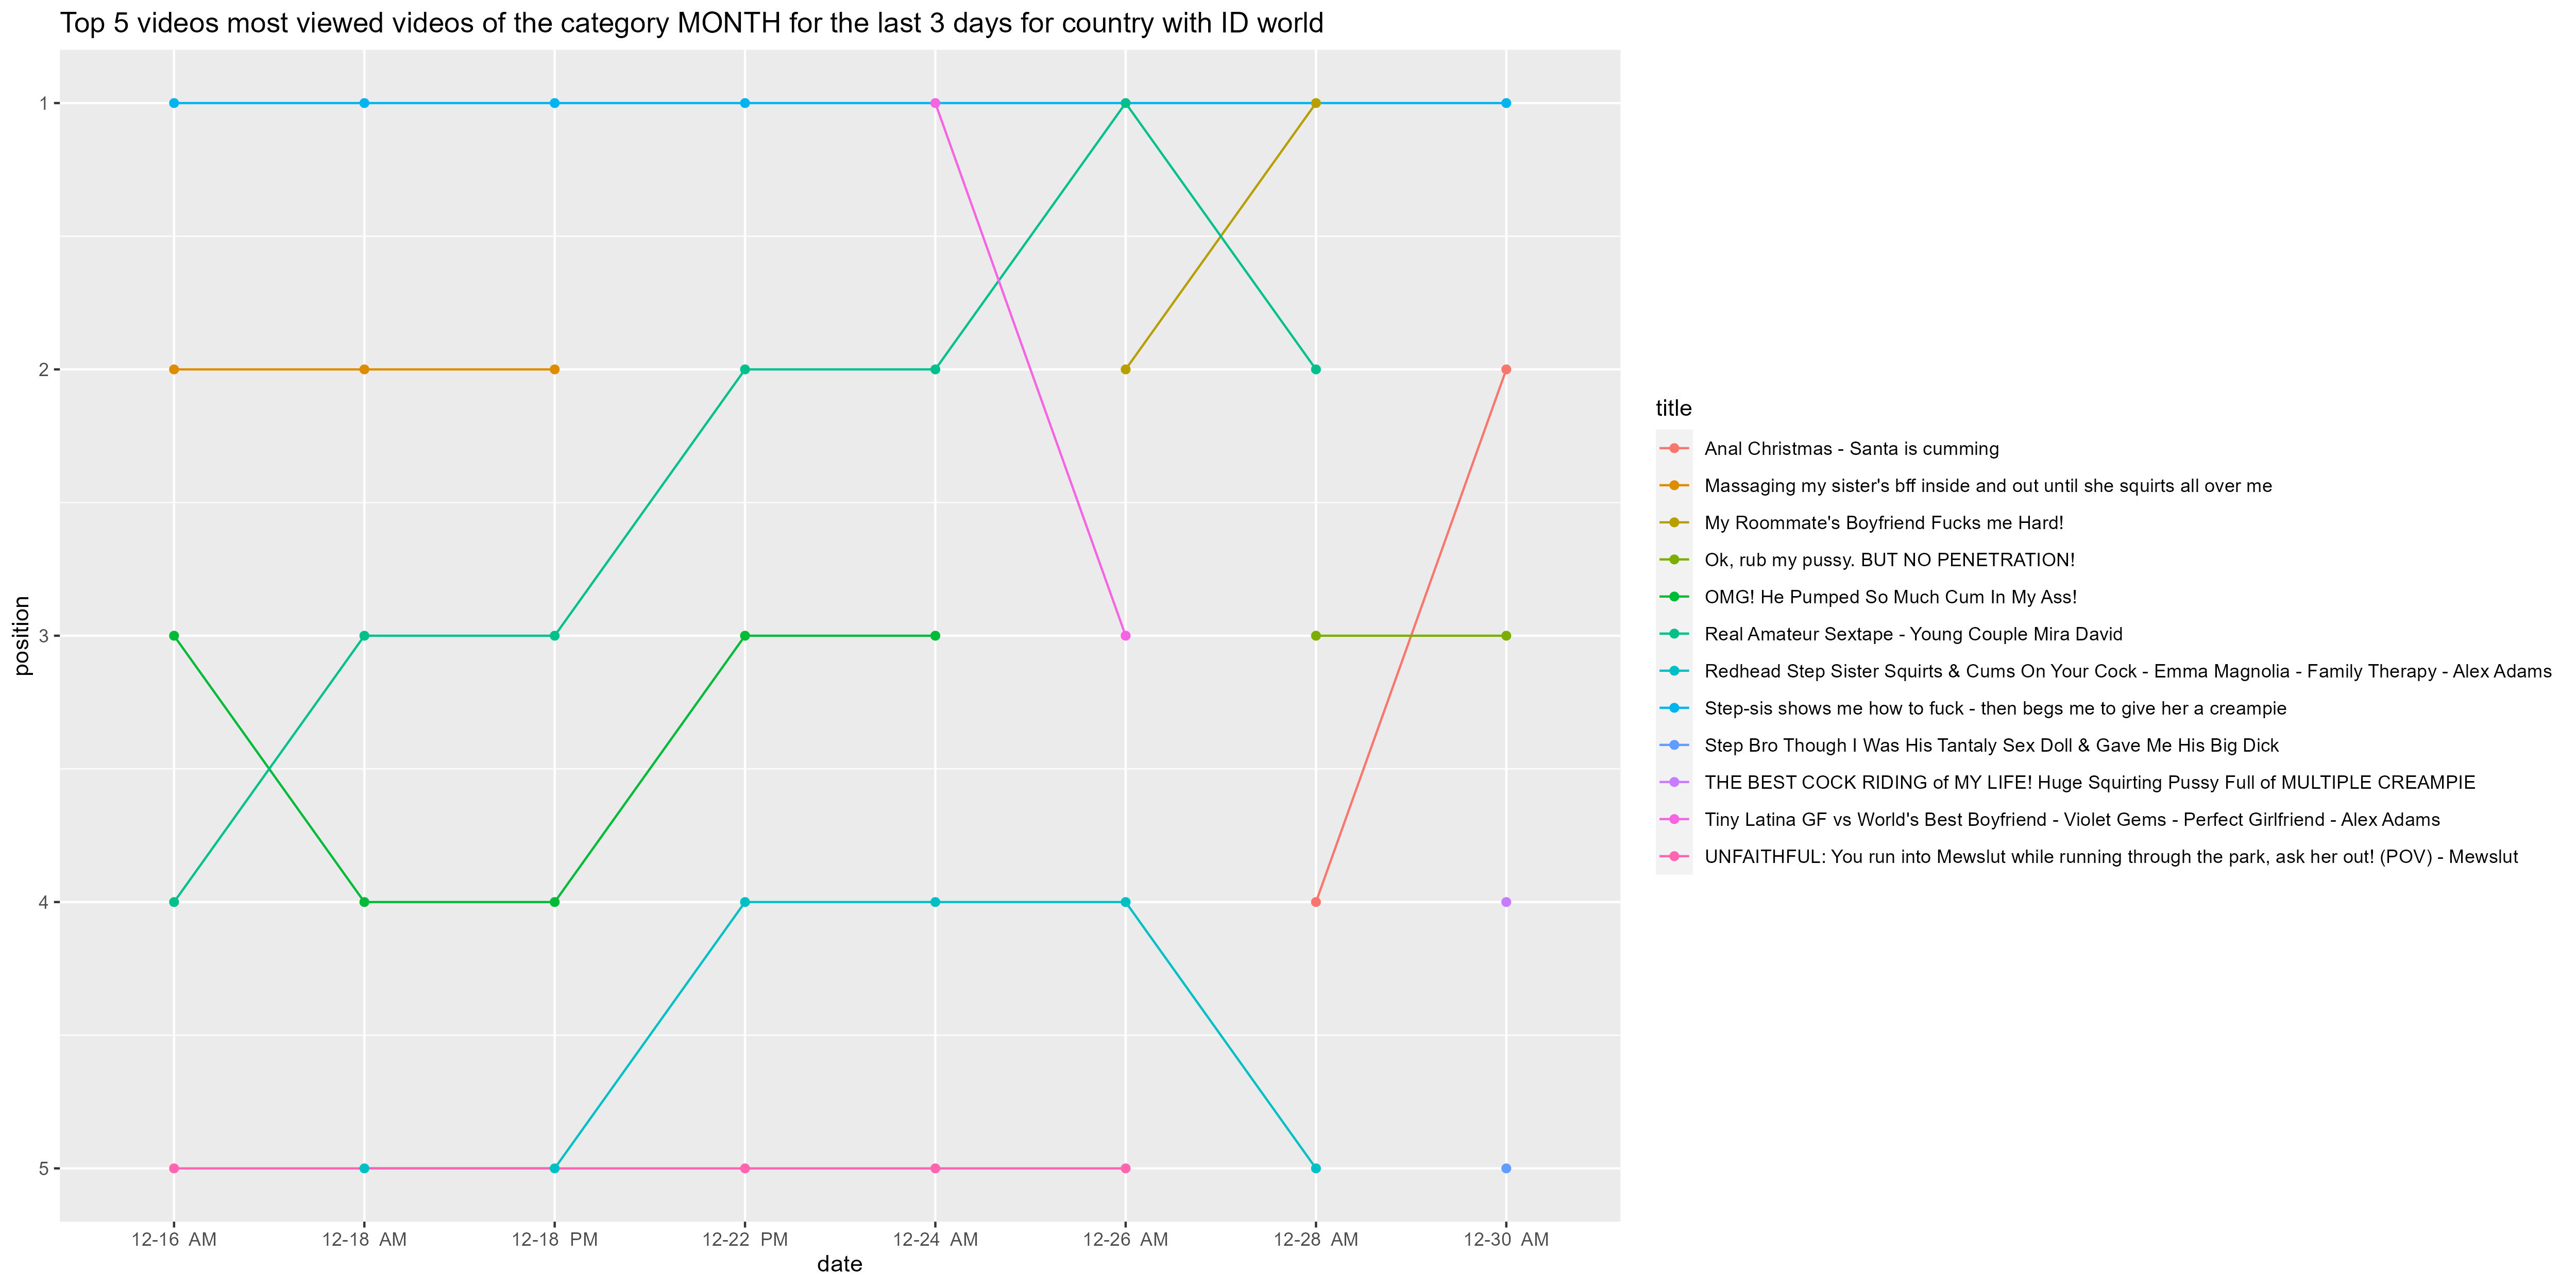 Top 5 videos most viewed videos of the category MONTH for the last 3 days for country with ID world
position
1
2
3
4
5
12-16 AM
12-18 AM
12-18 PM
12-22 PM
12-24 AM
12-26 AM
12-28 AM
12-30 AM
date
title
Anal Christmas - Santa is cumming
Massaging my sister's bff inside and out until she squirts all over me
My Roommate's Boyfriend Fucks me Hard!
Ok, rub my pussy. BUT NO PENETRATION!
OMG! He Pumped So Much Cum In My Ass!
Real Amateur Sextape - Young Couple Mira David
Redhead Step Sister Squirts & Cums On Your Cock - Emma Magnolia - Family Therapy - Alex Adams
Step-sis shows me how to fuck - then begs me to give her a creampie
Step Bro Though I Was His Tantaly Sex Doll & Gave Me His Big Dick
THE BEST COCK RIDING of MY LIFE! Huge Squirting Pussy Full of MULTIPLE CREAMPIE
Tiny Latina GF vs World's Best Boyfriend - Violet Gems - Perfect Girlfriend - Alex Adams
UNFAITHFUL: You run into Mewslut while running through the park, ask her out! (POV) - Mewslut